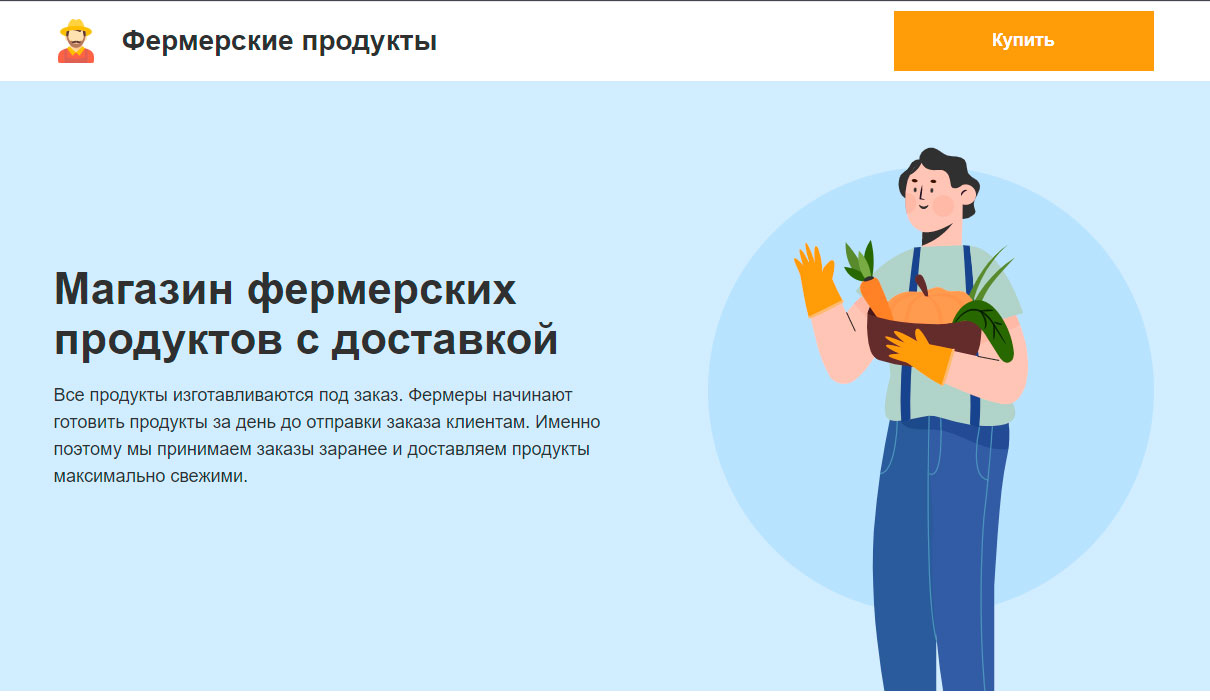 Фермерские продукты
Купить
Магазин фермерских
продуктов с доставкой
Все продукты изготавливаются под заказ. Фермеры начинают
готовить продукты за день до отправки заказа клиентам. Именно
поэтому мы принимаем заказы заранее и доставляем продукты
максимально свежими.